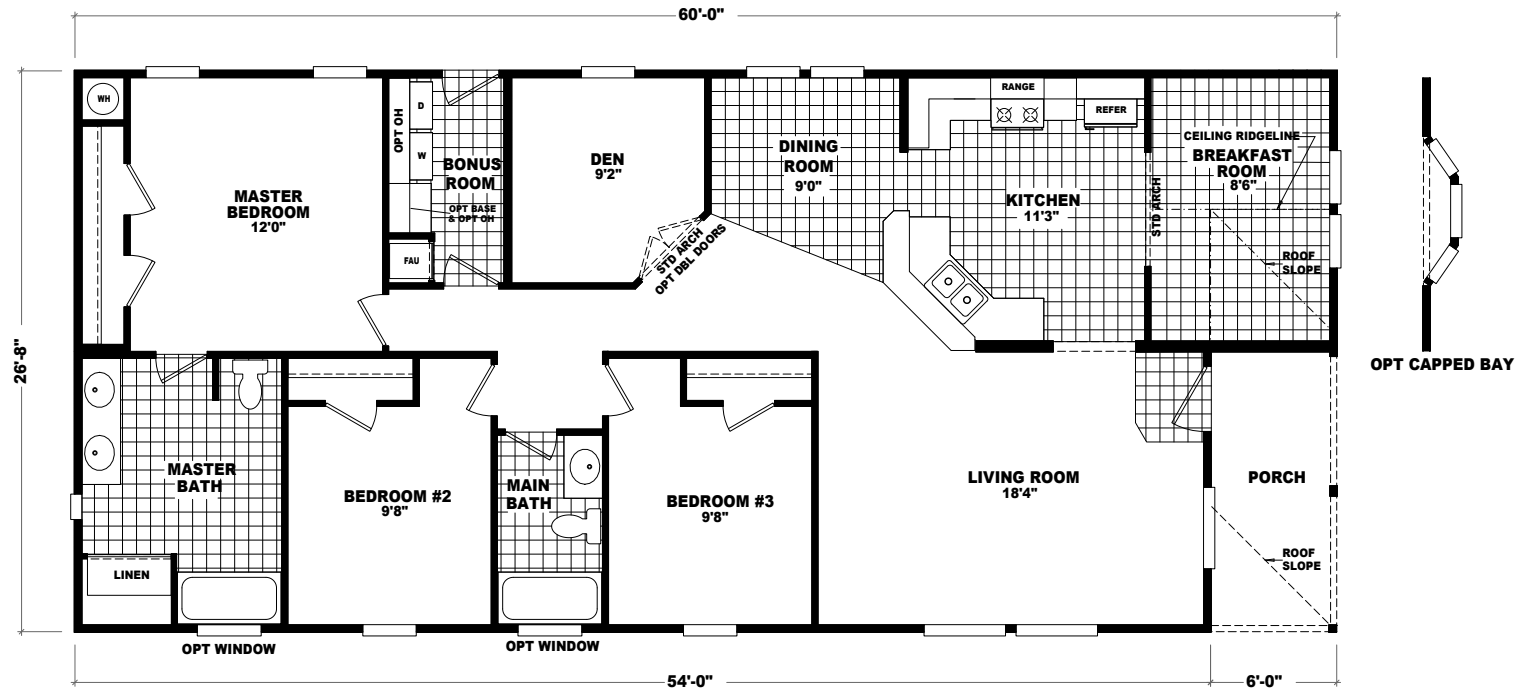 60'-0"
WH
D
W
OPT OH
BONUS
ROOM
OPT BASE
& OPT OH
FAU
MASTER
BEDROOM
12'0"
DEN
9'2"
STD ARCH
OPT DBL DOORS
DINING
ROOM
9'0"
RANGE
REFER
KITCHEN
11'3"
STD ARCH
CEILING RIDGELINE
BREAKFAST
ROOM
8'6"
ROOF
SLOPE
OPT CAPPED BAY
26'-8"
MASTER
BATH
LINEN
OPT WINDOW
BEDROOM #2
9'8"
MAIN
BATH
OPT WINDOW
BEDROOM #3
9'8"
LIVING ROOM
18'4"
PORCH
ROOF
SLOPE
54'-0"
6'-0"